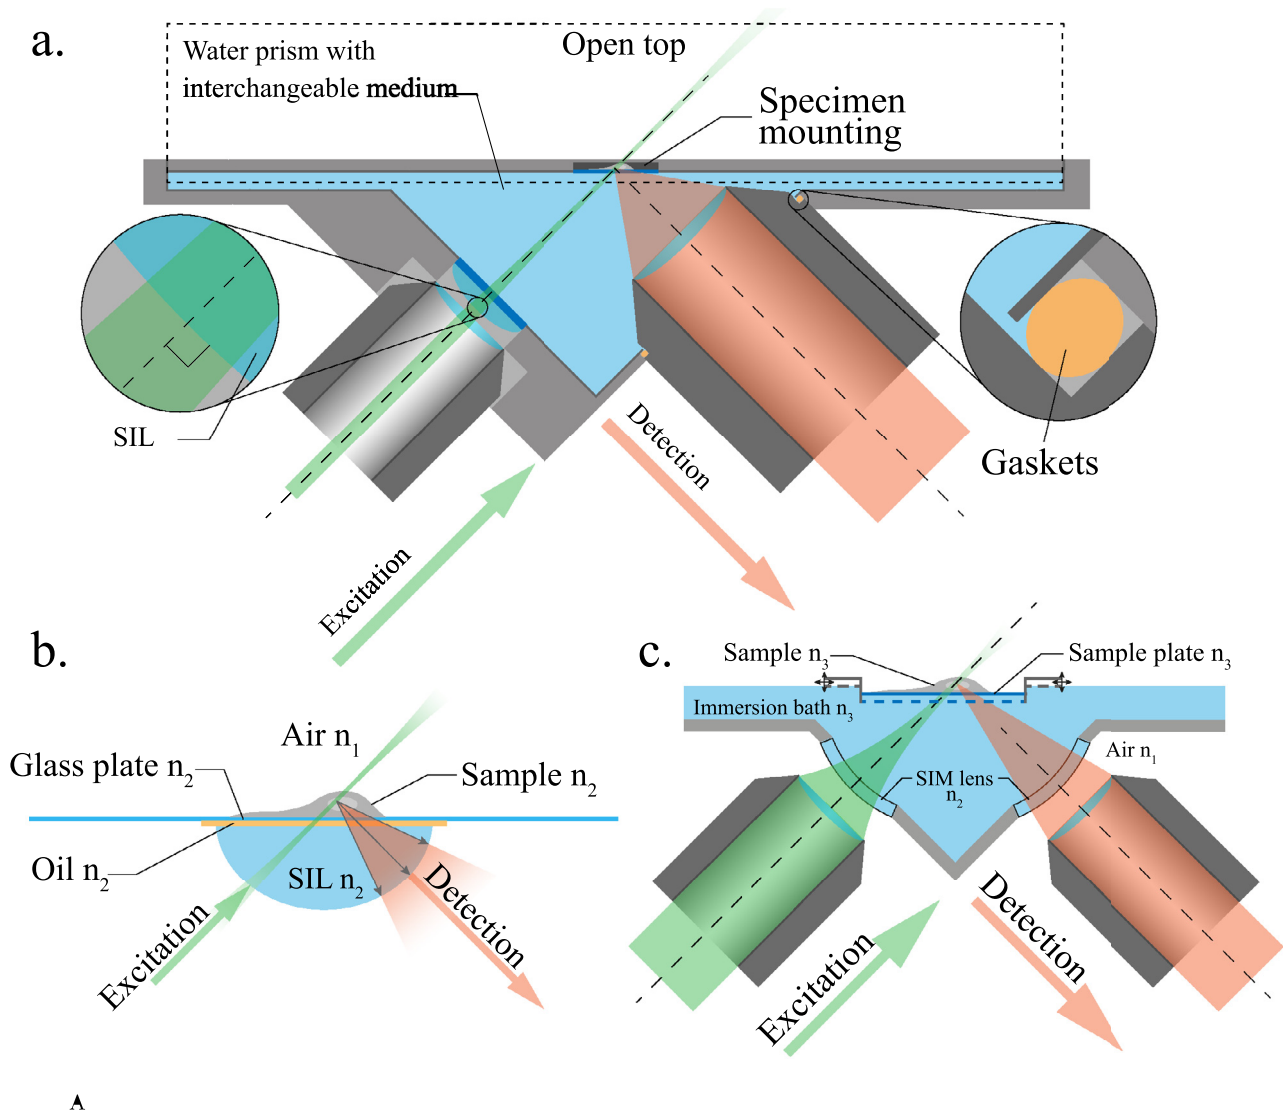 a.
Water prism with
interchangeable medium
Open top
Specimen
mounting
SIL
Gaskets
Detection
Excitation
b.
Air n1
Glass plate n2
Sample n2
Oil n2
SIL n2
Detection
Excitation
c.
Sample n3
Sample plate n3
Immersion bath n3
Air n1
SIM lens
n2
Detection
Excitation
A